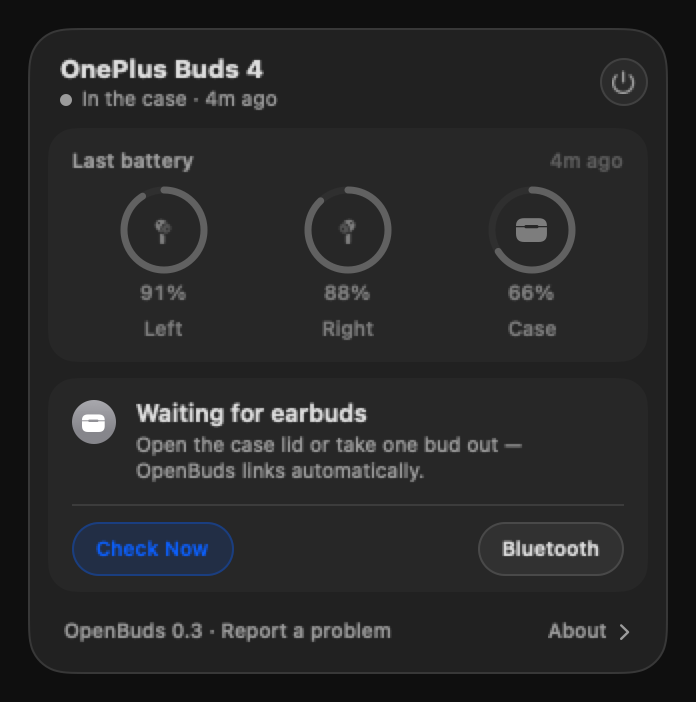 OnePlus Buds 4
In the case · 4m ago
Last battery
4m ago
91%
88%
66%
Left
Right
Case
Waiting for earbuds
Open the case lid or take one bud out —
OpenBuds links automatically.
Check Now
Bluetooth
OpenBuds 0.3 · Report a problem
About